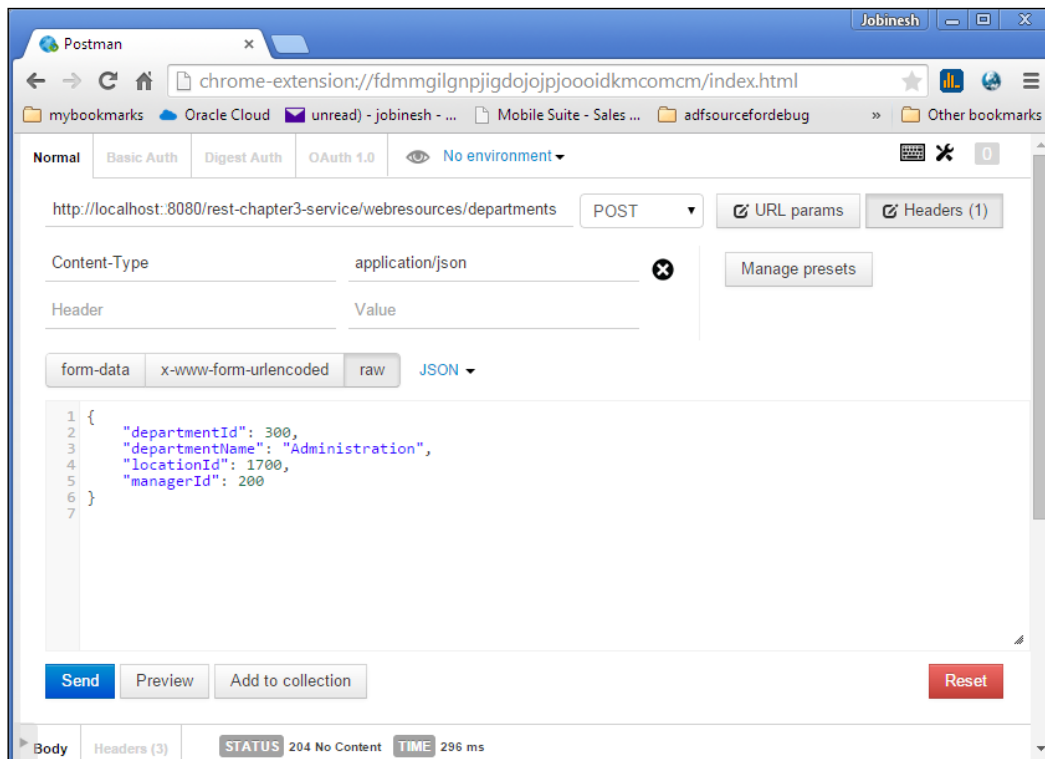 Jobinesh
Postman
chrome-extension://fdmmgilgnpjigdojojpjoooidkmcomcm/index.html
mybookmarks Oracle Cloud unread) - jobinesh - ... Mobile Suite - Sales ... adfsourcefordebug » Other bookmarks
Normal Basic Auth Digest Auth OAuth 1.0 No environment 0
http://localhost::8080/rest-chapter3-service/webresources/departments POST URL params Headers (1)
Content-Type application/json Manage presets
Header Value
form-data x-www-form-urlencoded raw JSON
1 {
2 "departmentId": 300,
3 "departmentName": "Administration",
4 "locationId": 1700,
5 "managerId": 200
6 }
7
Send Preview Add to collection Reset
Body Headers (3) STATUS 204 No Content TIME 296 ms